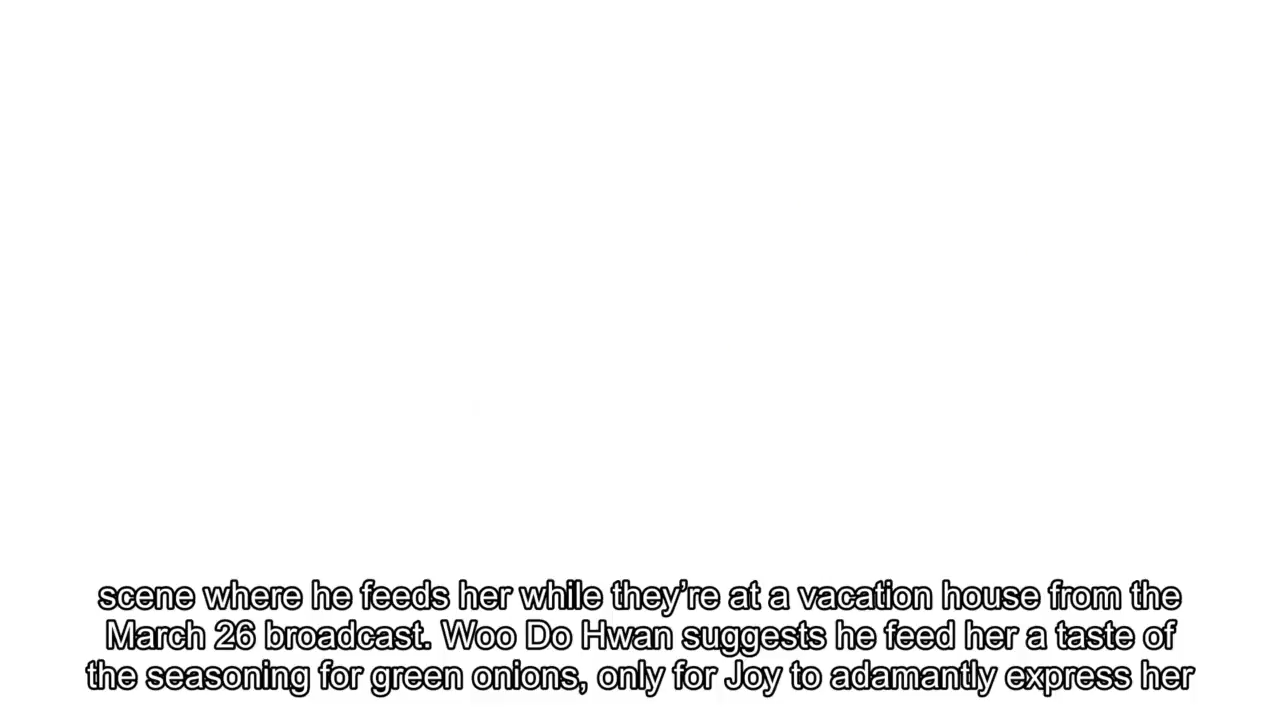 scene where he feeds her while they’re at a vacation house from the
March 26 broadcast. Woo Do Hwan suggests he feed her a taste of
the seasoning for green onions, only for Joy to adamantly express her